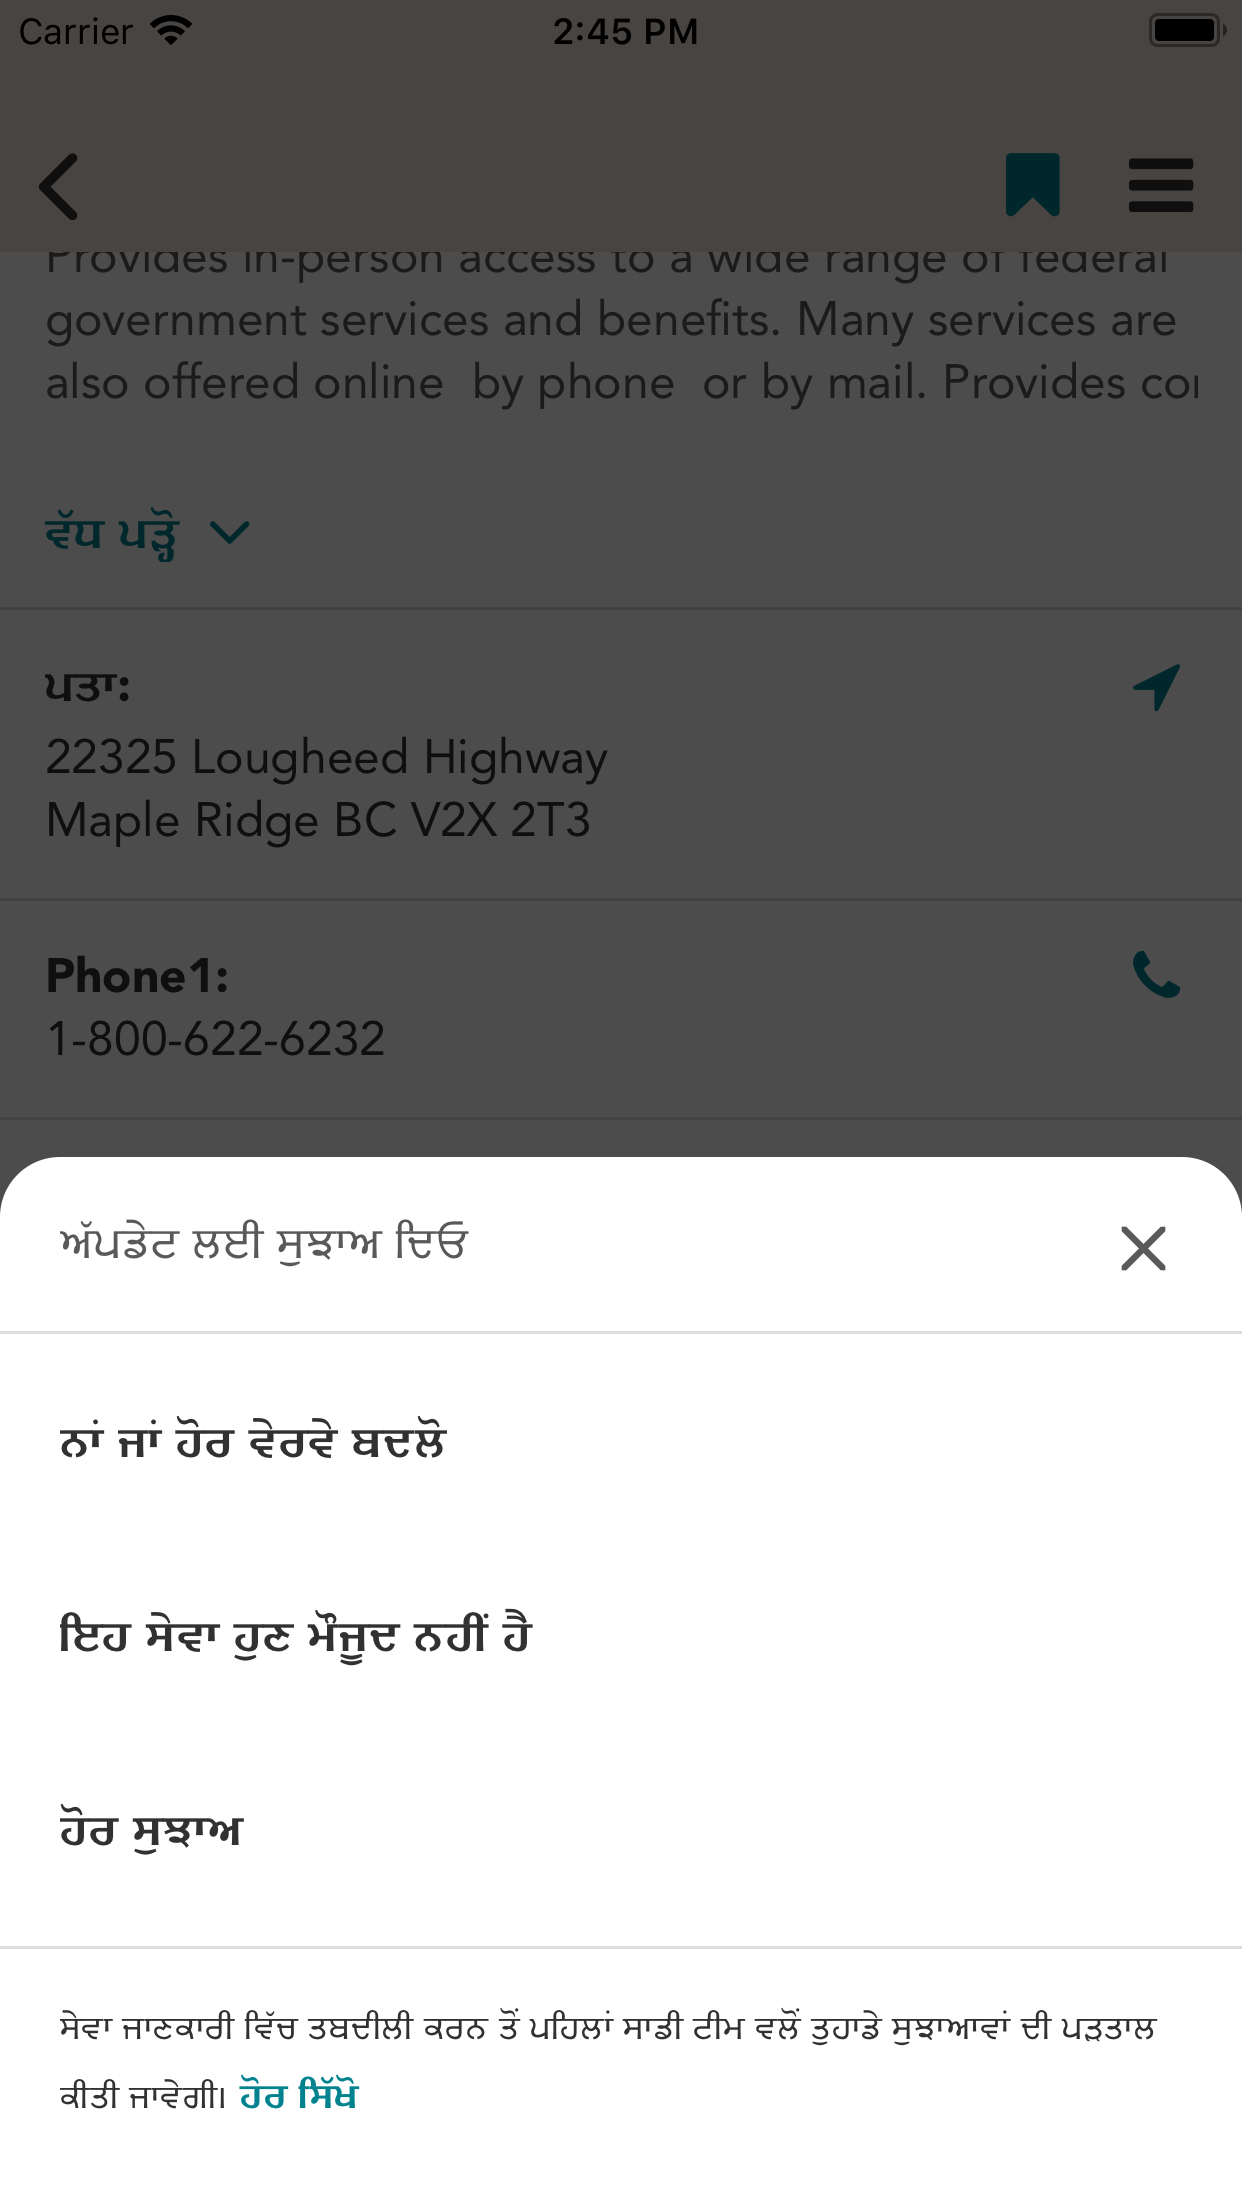 Carrier
2:45 PM
Provides in-person access to a wide range of federal
government services and benefits. Many services are
also offered online  by phone  or by mail. Provides
ਵੱਧ ਪੜ੍ਹੋ
ਪਤਾ:
22325 Lougheed Highway
Maple Ridge BC V2X 2T3
Phone1:
1-800-622-6232
ਅੱਪਡੇਟ ਲਈ ਸੁਝਾਅ ਦਿਓ
ਨਾਂ ਜਾਂ ਹੋਰ ਵੇਰਵੇ ਬਦਲੋ
ਇਹ ਸੇਵਾ ਹੁਣ ਮੌਜੂਦ ਨਹੀਂ ਹੈ
ਹੋਰ ਸੁਝਾਅ
ਸੇਵਾ ਜਾਣਕਾਰੀ ਵਿੱਚ ਤਬਦੀਲੀ ਕਰਨ ਤੋਂ ਪਹਿਲਾਂ ਸਾਡੀ ਟੀਮ ਵਲੋਂ ਤੁਹਾਡੇ ਸੁਝਾਆਵਾਂ ਦੀ ਪੜਤਾਲ
ਕੀਤੀ ਜਾਵੇਗੀ। ਹੋਰ ਸਿੱਖੋ